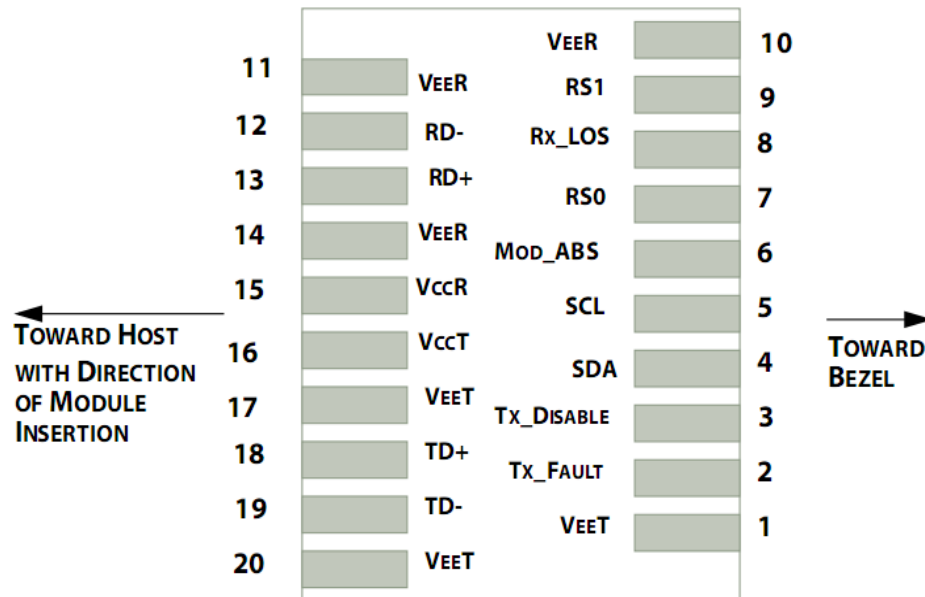 VEER 10
11 VEER
RS1 9
12 RD-
RX_LOS 8
13 RD+
RS0 7
14 VEER
MOD_ABS 6
15 VCCR
SCL 5
16 VCCT
SDA 4
17 VEET
TX_DISABLE 3
18 TD+
TX_FAULT 2
19 TD-
VEET 1
20 VEET
TOWARD HOST
WITH DIRECTION
OF MODULE
INSERTION
TOWARD
BEZEL